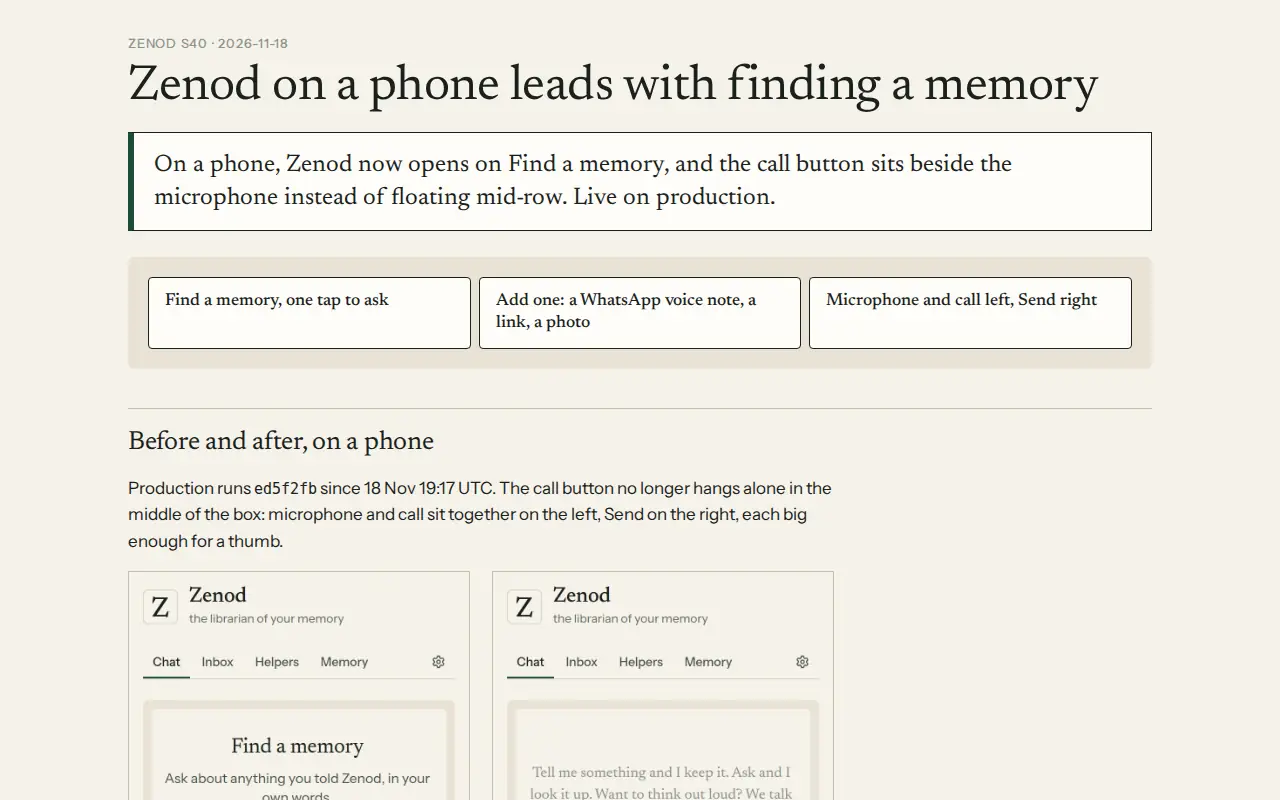 ZENOD S40 · 2026-11-18
Zenod on a phone leads with finding a memory
On a phone, Zenod now opens on Find a memory, and the call button sits beside the
microphone instead of floating mid-row. Live on production.
Find a memory, one tap to ask
Add one: a WhatsApp voice note, a
link, a photo
Microphone and call left, Send right
Before and after, on a phone
Production runs ed5f2fb since 18 Nov 19:17 UTC. The call button no longer hangs alone in the
middle of the box: microphone and call sit together on the left, Send on the right, each big
enough for a thumb.
Z
Zenod
the librarian of your memory
Chat Inbox Helpers Memory
Find a memory
Ask about anything you told Zenod, in your
own words
Z
Zenod
the librarian of your memory
Chat Inbox Helpers Memory
Tell me something and I keep it. Ask and I
look it up. Want to think out loud? We talk